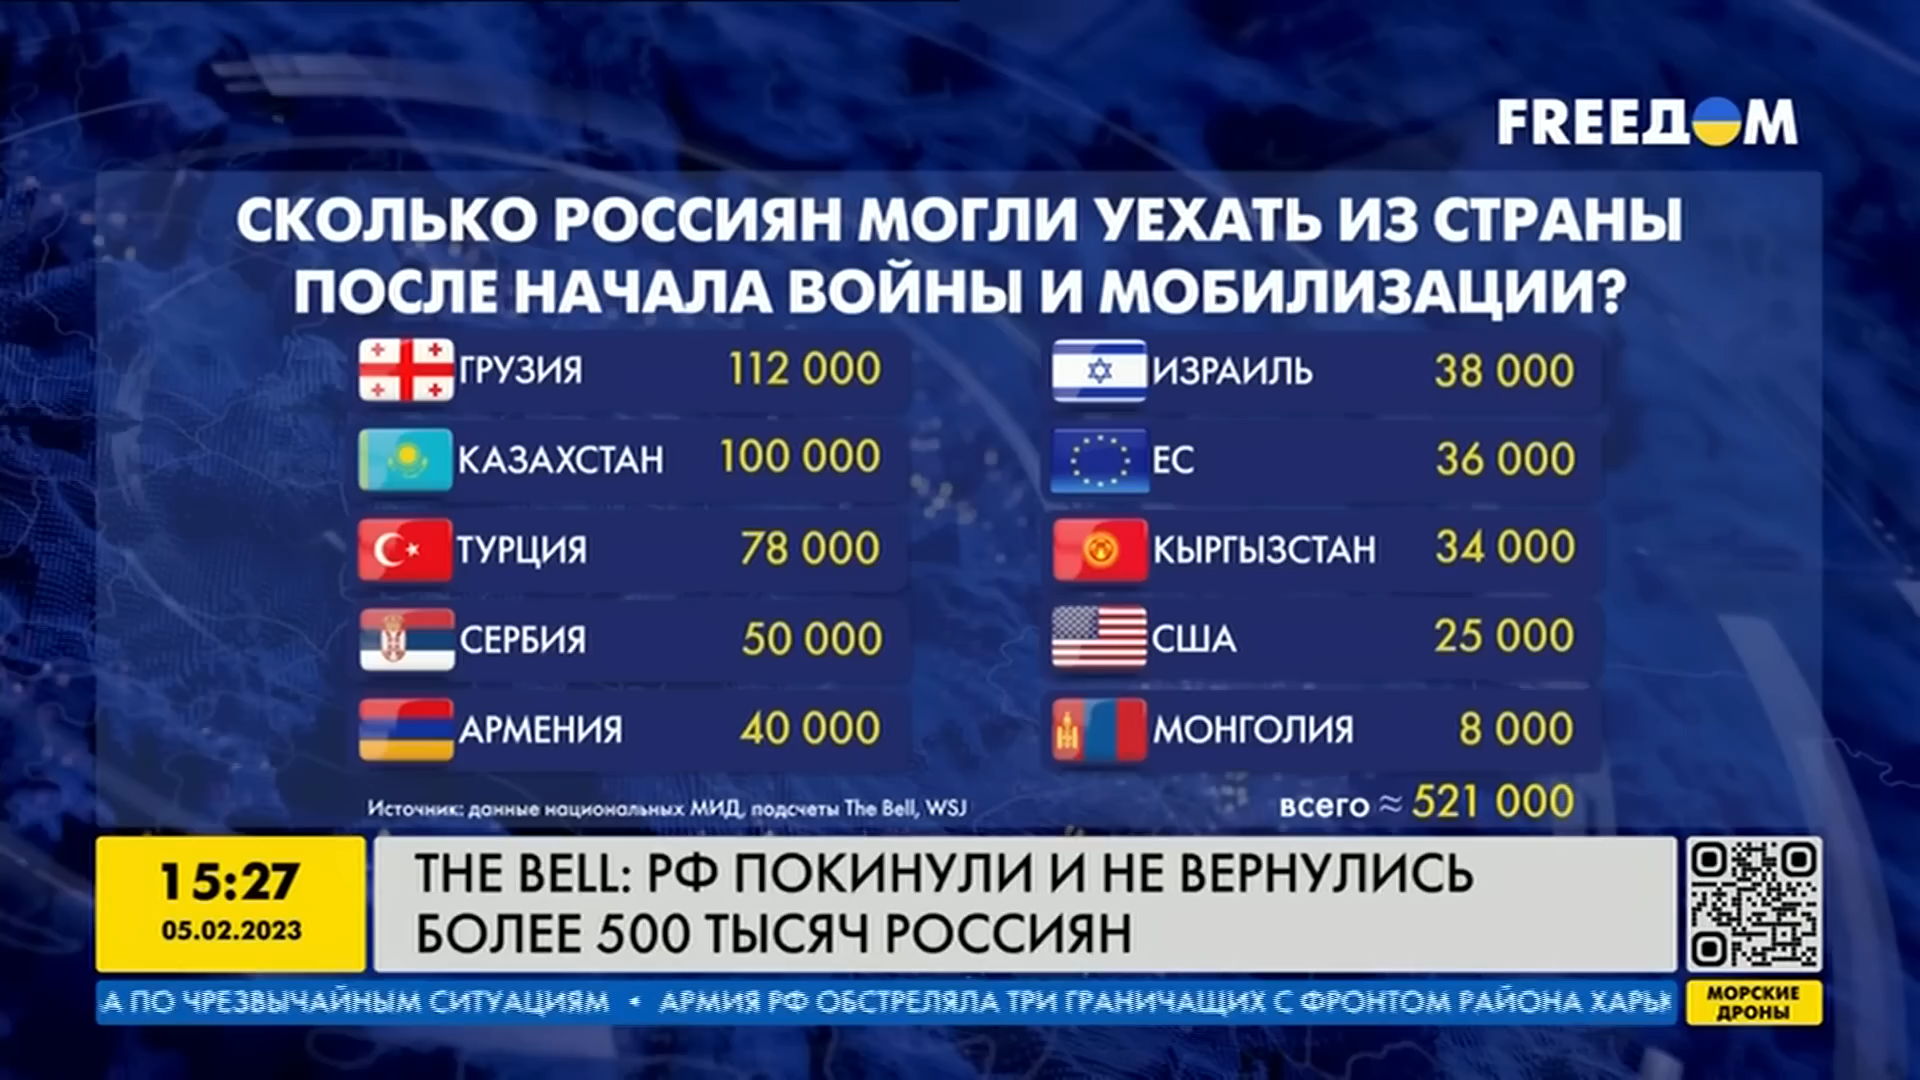 FREEДOM
СКОЛЬКО РОССИЯН МОГЛИ УЕХАТЬ ИЗ СТРАНЫ
ПОСЛЕ НАЧАЛА ВОЙНЫ И МОБИЛИЗАЦИИ?
ГРУЗИЯ 112 000
КАЗАХСТАН 100 000
ТУРЦИЯ 78 000
СЕРБИЯ 50 000
АРМЕНИЯ 40 000
ИЗРАИЛЬ 38 000
ЕС 36 000
КЫРГЫЗСТАН 34 000
США 25 000
МОНГОЛИЯ 8 000
всего ≈ 521 000
Источник: данные национальных МИД, подсчеты The Bell, WSJ
15:27
05.02.2023
THE BELL: РФ ПОКИНУЛИ И НЕ ВЕРНУЛИСЬ
БОЛЕЕ 500 ТЫСЯЧ РОССИЯН
А ПО ЧРЕЗВЫЧАЙНЫМ СИТУАЦИЯМ • АРМИЯ РФ ОБСТРЕЛЯЛА ТРИ ГРАНИЧАЩИХ С ФРОНТОМ РАЙОНА ХАРЬК
МОРСКИЕ
ДРОНЫ